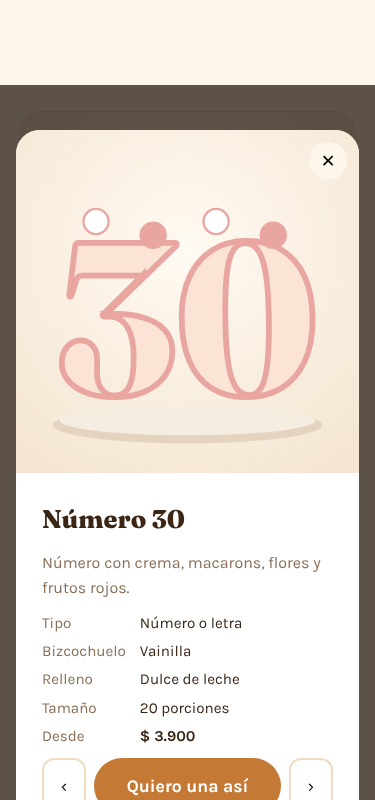 ✕
30
Número 30
Número con crema, macarons, flores y
frutos rojos.
Tipo Número o letra
Bizcochuelo Vainilla
Relleno Dulce de leche
Tamaño 20 porciones
Desde $ 3.900
‹ Quiero una así ›